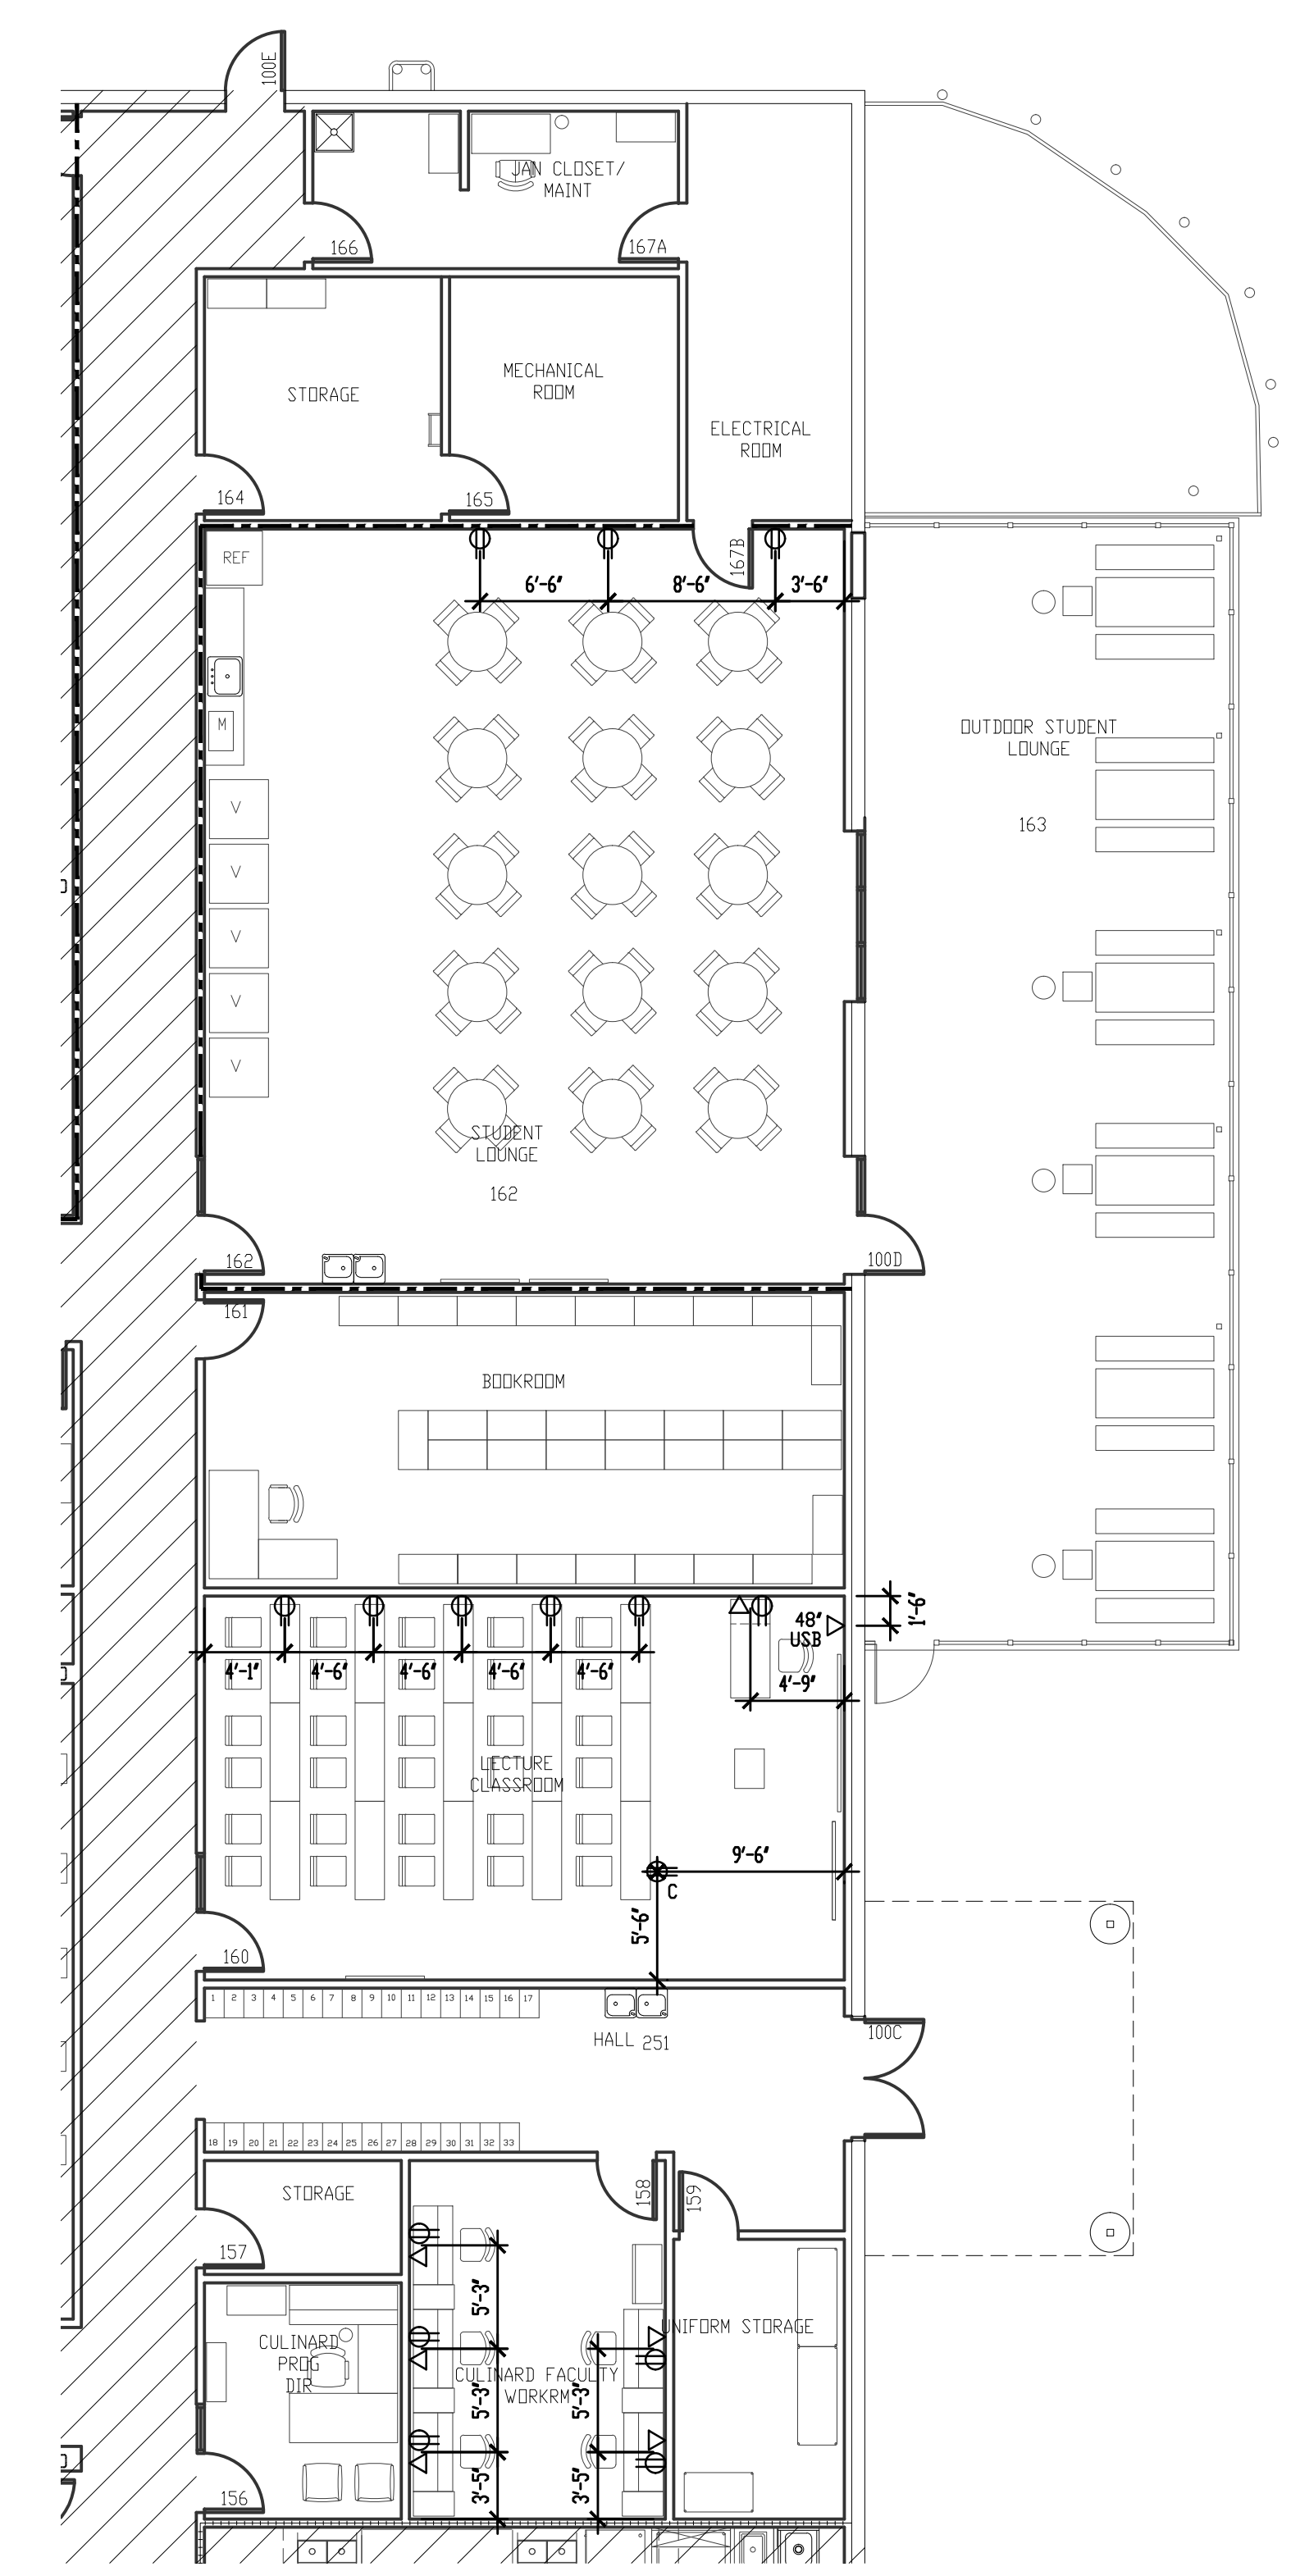 100E
JAN CLOSET/
MAINT
166
167A
STORAGE
MECHANICAL
ROOM
ELECTRICAL
ROOM
164
165
REF
167B
6'-6"
8'-6"
3'-6"
M
OUTDOOR STUDENT
LOUNGE
163
V
V
V
V
V
STUDENT
LOUNGE
162
162
100D
161
BOOKROOM
1'-6"
48"
USB
4'-1"
4'-6"
4'-6"
4'-6"
4'-6"
4'-9"
LECTURE
CLASSROOM
9'-6"
C
5'-6"
160
1 2 3 4 5 6 7 8 9 10 11 12 13 14 15 16 17
HALL 251
100C
18 19 20 21 22 23 24 25 26 27 28 29 30 31 32 33
STORAGE
158
159
157
5'-3"
UNIFORM STORAGE
CULINARD
PROG
DIR
CULINARD FACULTY
WORKRM
5'-3"
5'-3"
3'-5"
3'-5"
156